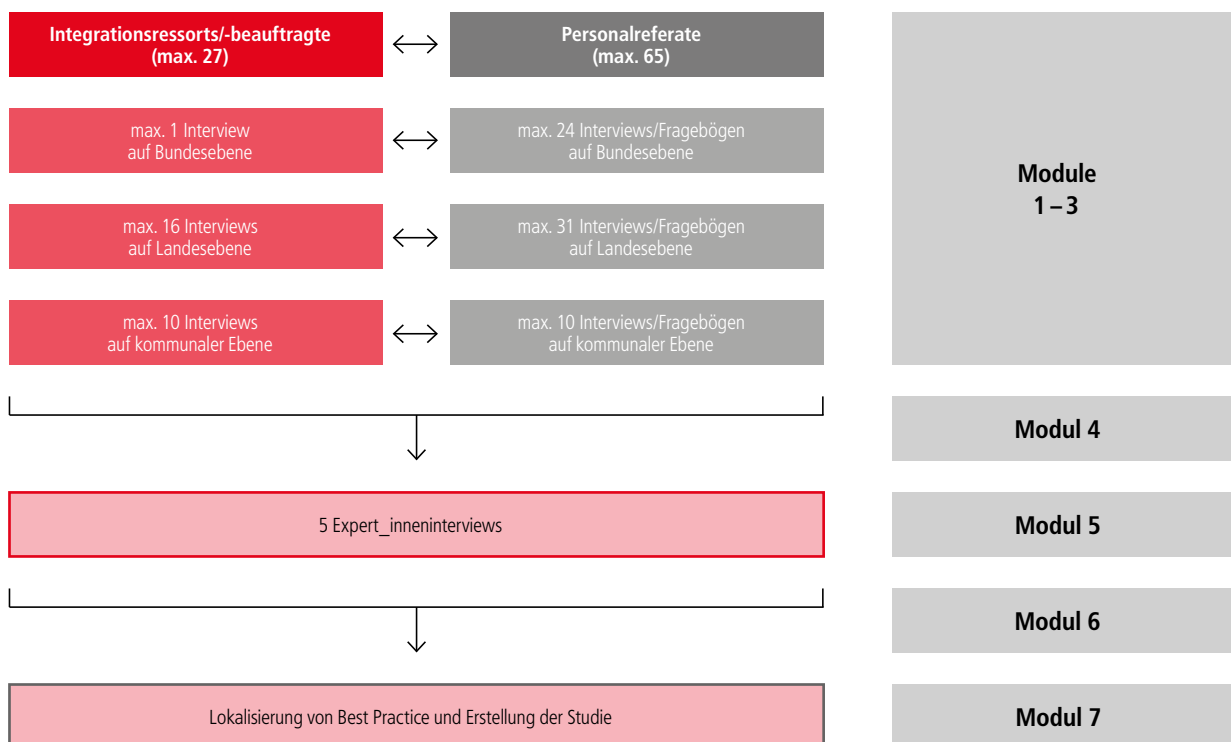 Integrationsressorts/-beauftragte
(max. 27)
Personalreferate
(max. 65)
max. 1 Interview
auf Bundesebene
max. 24 Interviews/Fragebögen
auf Bundesebene
max. 16 Interviews
auf Landesebene
max. 31 Interviews/Fragebögen
auf Landesebene
max. 10 Interviews
auf kommunaler Ebene
max. 10 Interviews/Fragebögen
auf kommunaler Ebene
Module
1 – 3
Modul 4
5 Expert_inneninterviews
Modul 5
Modul 6
Lokalisierung von Best Practice und Erstellung der Studie
Modul 7